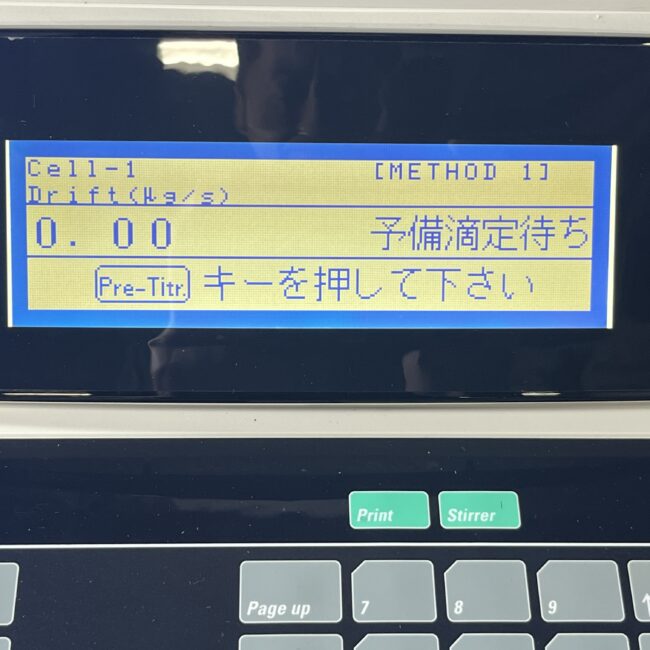 Cell-1 [METHOD 1]
Drift(μg/s)
0.00 予備滴定待ち
Pre-Titr. キーを押して下さい
Print Stirrer
Page up 7 8 9